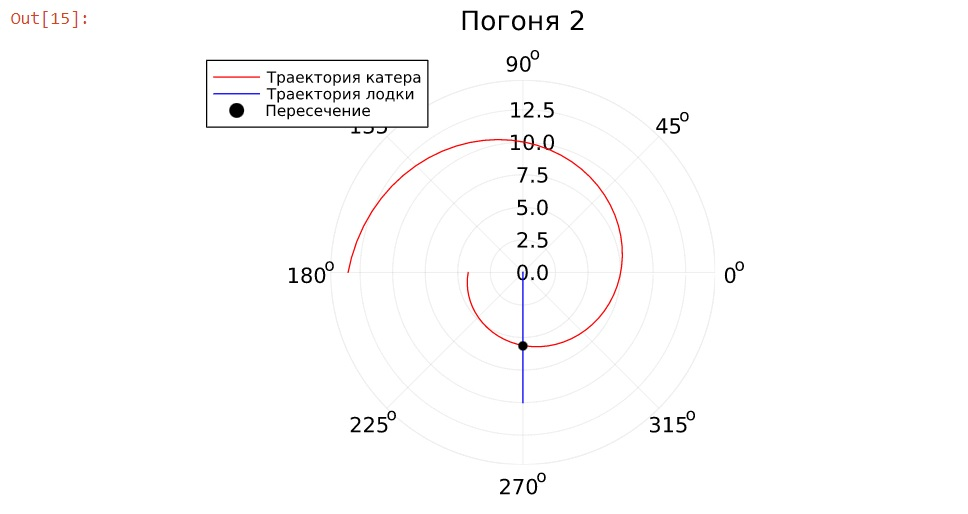 Out[15]:
Погоня 2
90°
Траектория катера
Траектория лодки
Пересечение
12.5
45°
10.0
7.5
5.0
2.5
180°
0.0
0°
225°
315°
270°